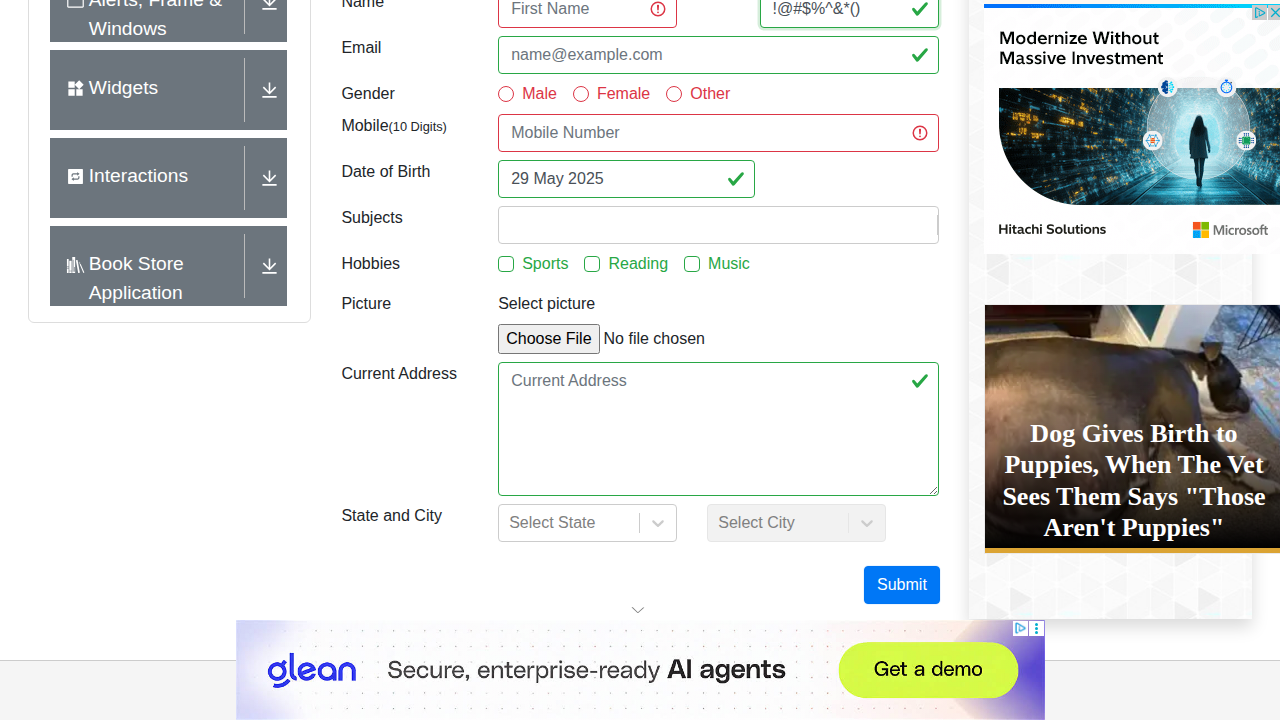 Alerts, Frame &
Windows
Widgets
Interactions
Book Store
Application
Name
First Name
!@#$%^&*()
Email
name@example.com
Gender
Male
Female
Other
Mobile(10 Digits)
Mobile Number
Date of Birth
29 May 2025
Subjects
Hobbies
Sports
Reading
Music
Picture
Select picture
Choose File No file chosen
Current Address
Current Address
State and City
Select State
Select City
Submit
Modernize Without
Massive Investment
Hitachi Solutions
Microsoft
Dog Gives Birth to
Puppies, When The Vet
Sees Them Says "Those
Aren't Puppies"
glean
Secure, enterprise-ready AI agents
Get a demo